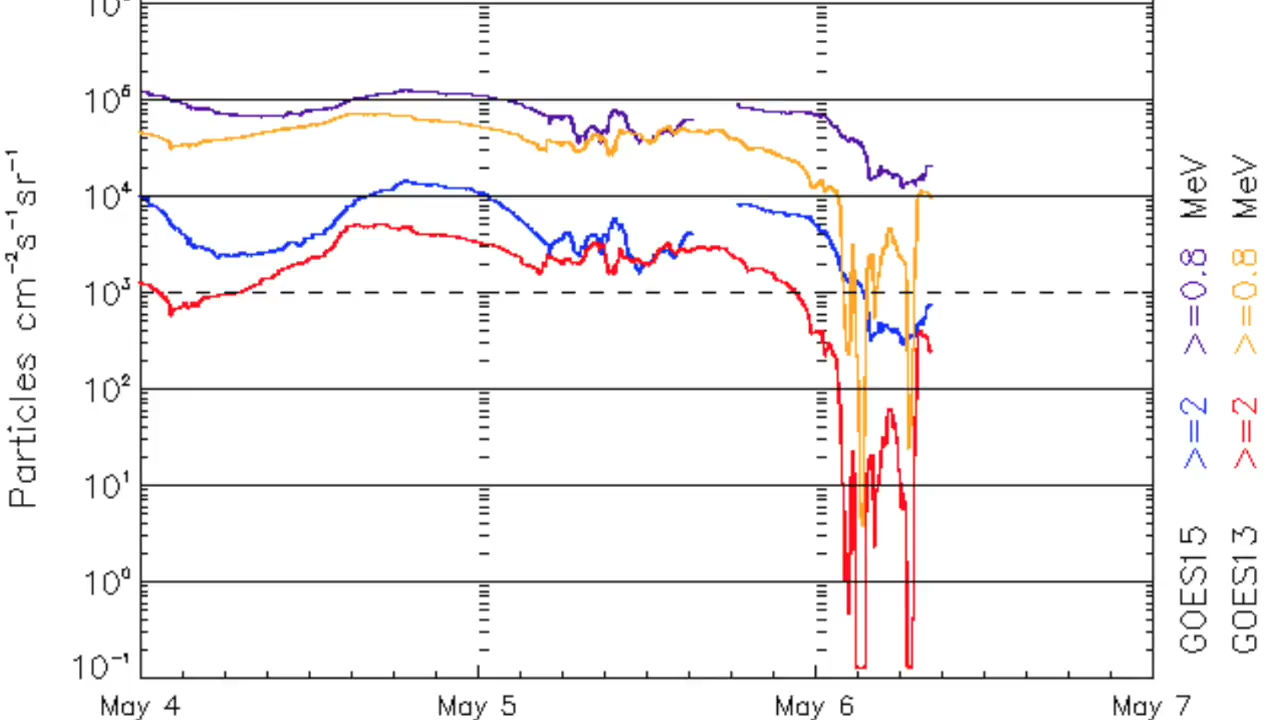 10⁵
10⁴
10³
10²
10¹
10⁰
10⁻¹
Particles cm⁻²s⁻¹sr⁻¹
May 4
May 5
May 6
May 7
GOES15 >=2 >=0.8 MeV
GOES13 >=2 >=0.8 MeV